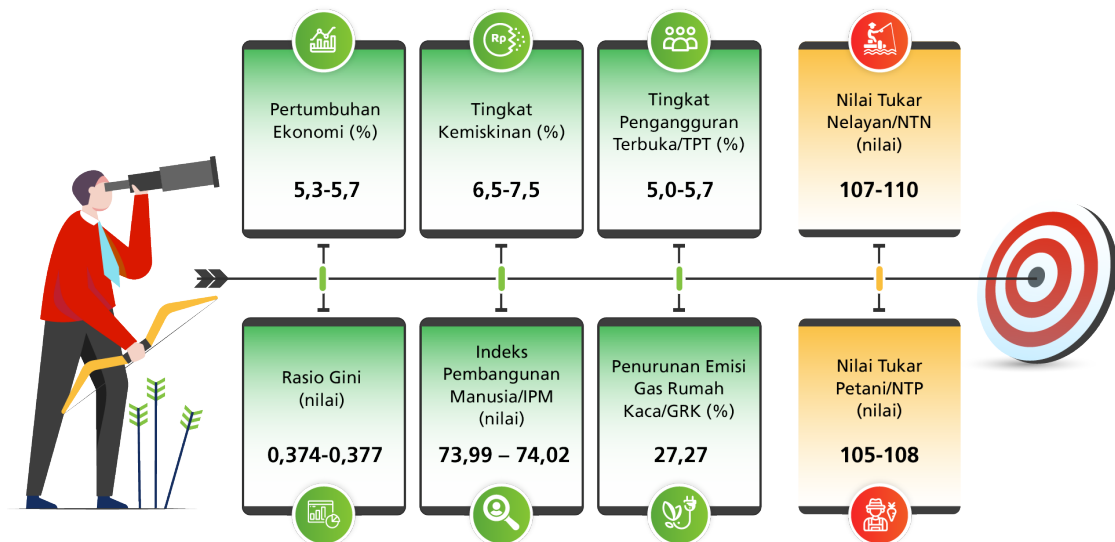 Rp
Pertumbuhan
Ekonomi (%)
5,3-5,7
Tingkat
Kemiskinan (%)
6,5-7,5
Tingkat
Pengangguran
Terbuka/TPT (%)
5,0-5,7
Nilai Tukar
Nelayan/NTN
(nilai)
107-110
Rasio Gini
(nilai)
0,374-0,377
Indeks
Pembangunan
Manusia/IPM
(nilai)
73,99 – 74,02
Penurunan Emisi
Gas Rumah
Kaca/GRK (%)
27,27
Nilai Tukar
Petani/NTP
(nilai)
105-108